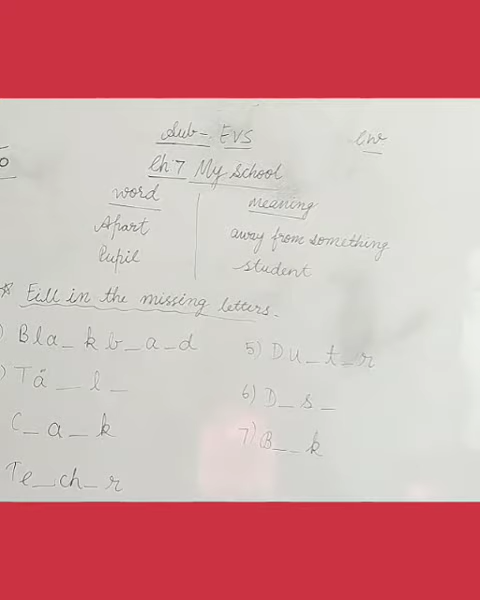 Sub- EVS
CW
Ch 7 My School
word
meaning
Apart
away from something
Pupil
student
Fill in the missing letters.
) Bla_kb_a_d
) Ta__l_
C_a_k
Te_ch_r
5) Du_t_r
6) D_s_
7) B__k